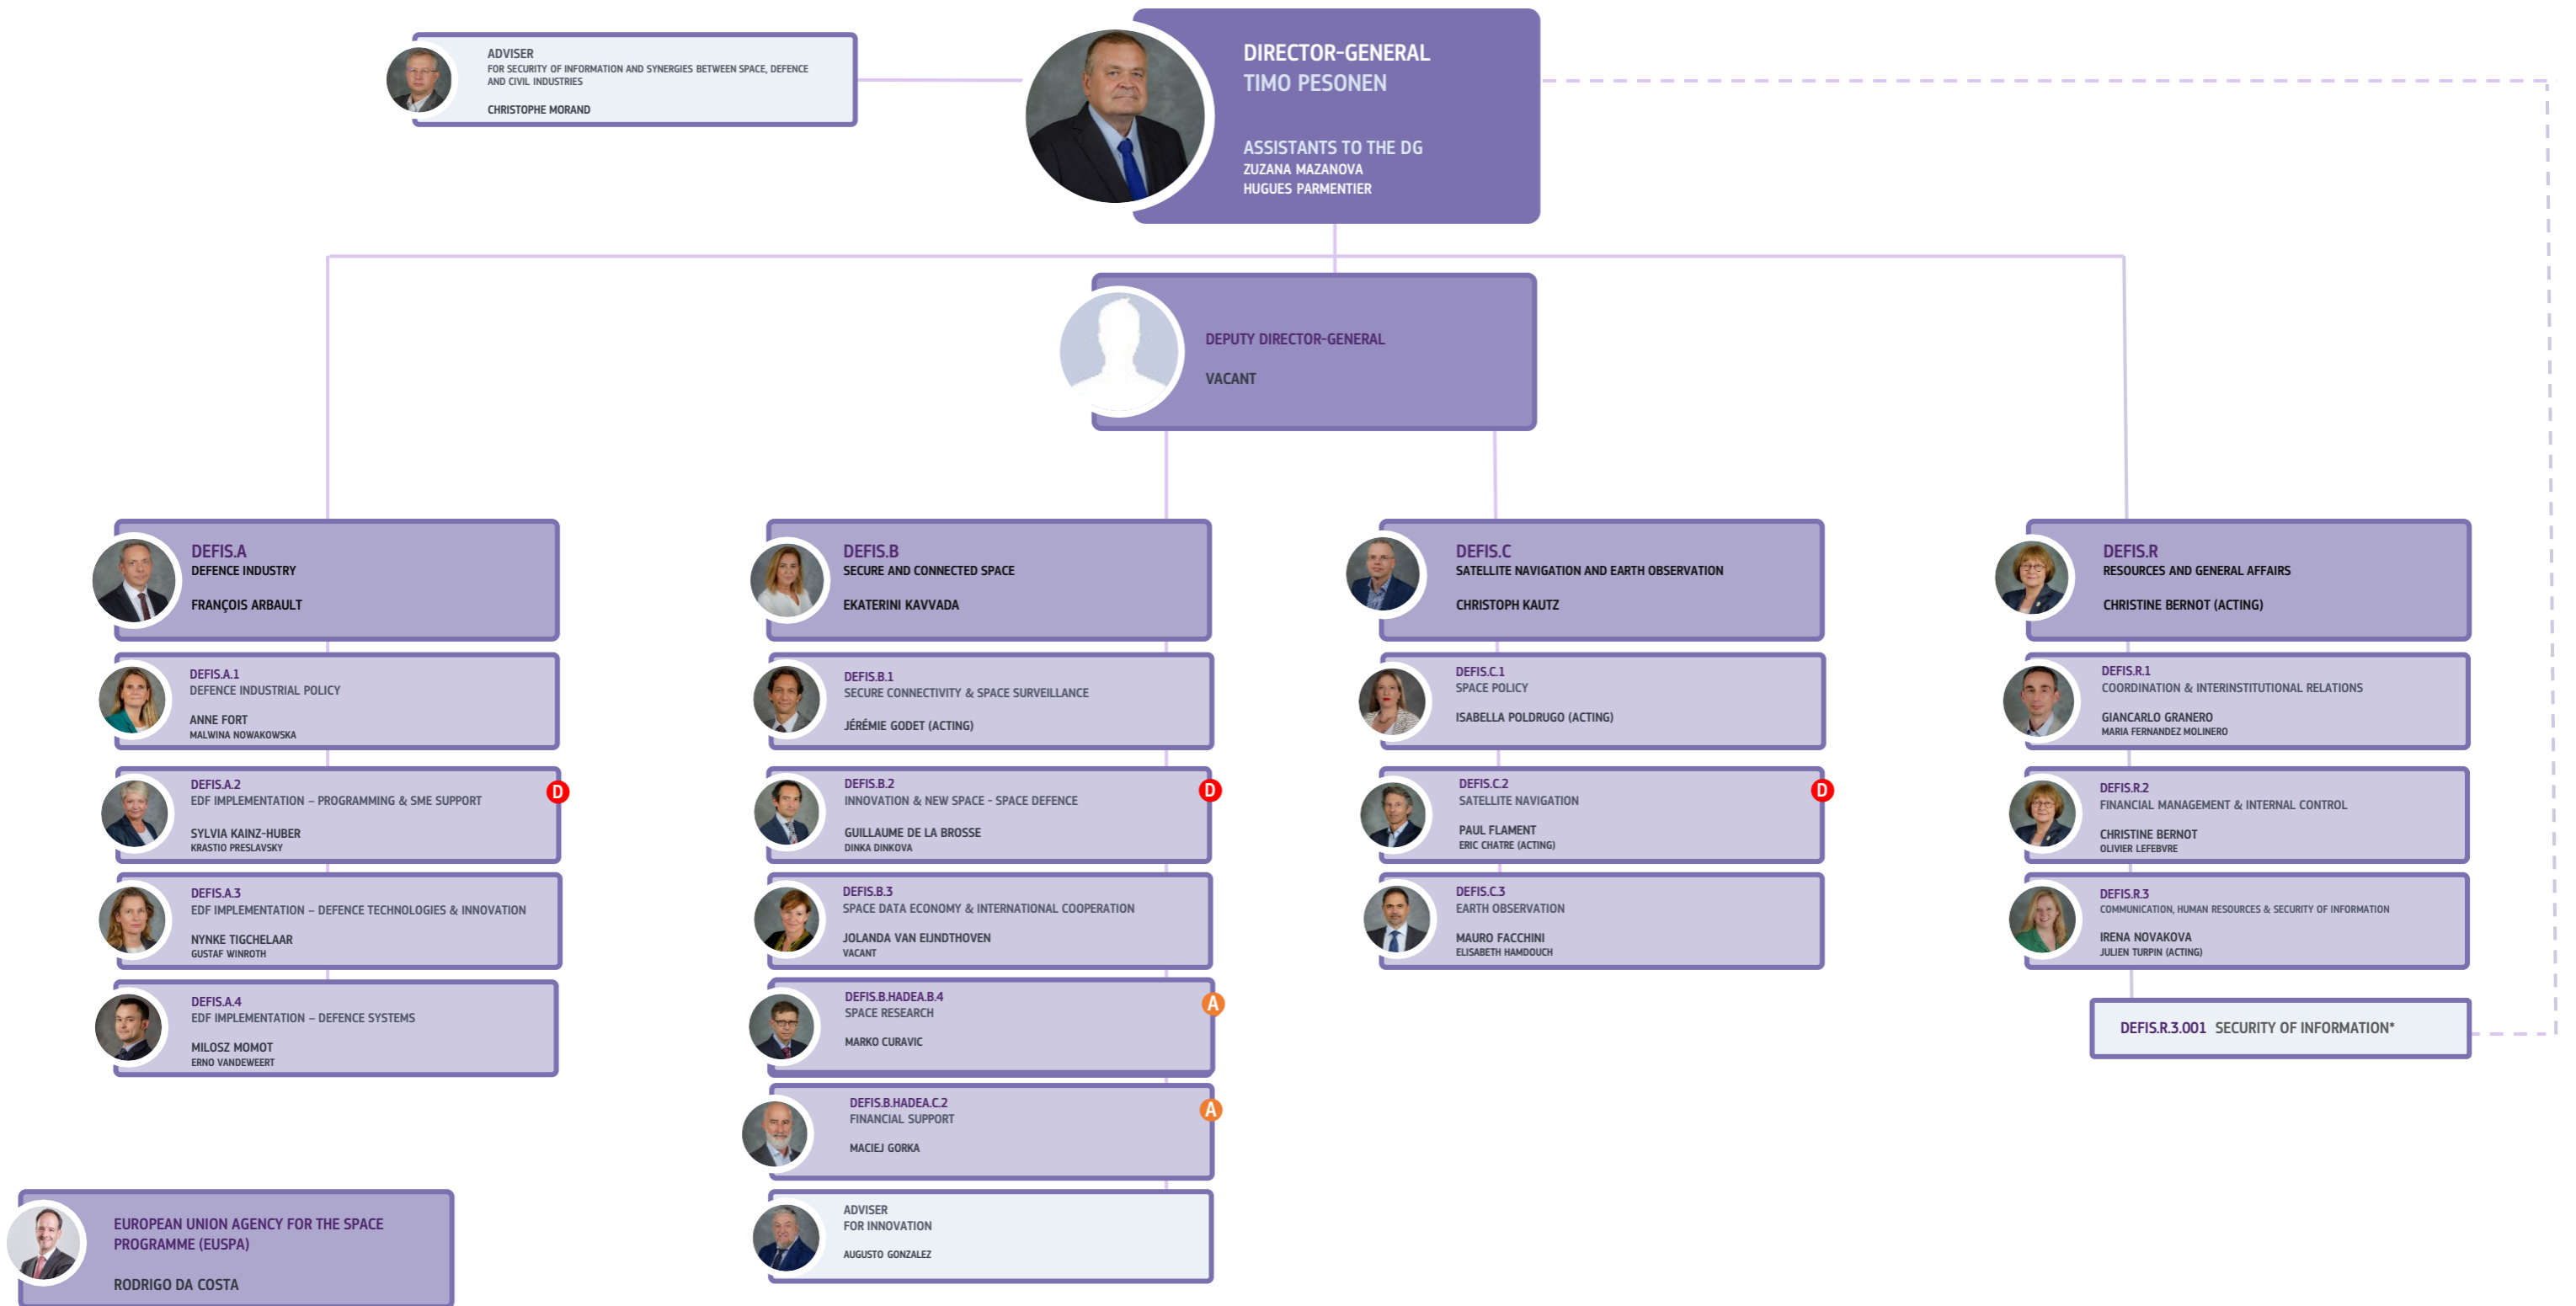 ADVISER
FOR SECURITY OF INFORMATION AND SYNERGIES BETWEEN SPACE, DEFENCE
AND CIVIL INDUSTRIES
CHRISTOPHE MORAND
DIRECTOR-GENERAL
TIMO PESONEN
ASSISTANTS TO THE DG
ZUZANA MAZANOVA
HUGUES PARMENTIER
DEPUTY DIRECTOR-GENERAL
VACANT
DEFIS.A
DEFENCE INDUSTRY
FRANÇOIS ARBAULT
DEFIS.A.1
DEFENCE INDUSTRIAL POLICY
ANNE FORT
MALWINA NOWAKOWSKA
DEFIS.A.2
D
EDF IMPLEMENTATION – PROGRAMMING & SME SUPPORT
SYLVIA KAINZ-HUBER
KRASTIO PRESLAVSKY
DEFIS.A.3
EDF IMPLEMENTATION – DEFENCE TECHNOLOGIES & INNOVATION
NYNKE TIGCHELAAR
GUSTAF WINROTH
DEFIS.A.4
EDF IMPLEMENTATION – DEFENCE SYSTEMS
MILOSZ MOMOT
ERNO VANDEWEERT
EUROPEAN UNION AGENCY FOR THE SPACE
PROGRAMME (EUSPA)
RODRIGO DA COSTA
DEFIS.B
SECURE AND CONNECTED SPACE
EKATERINI KAVVADA
DEFIS.B.1
SECURE CONNECTIVITY & SPACE SURVEILLANCE
JÉRÉMIE GODET (ACTING)
DEFIS.B.2
D
INNOVATION & NEW SPACE - SPACE DEFENCE
GUILLAUME DE LA BROSSE
DINKA DINKOVA
DEFIS.B.3
SPACE DATA ECONOMY & INTERNATIONAL COOPERATION
JOLANDA VAN EIJNDTHOVEN
VACANT
DEFIS.B.HADEA.B.4
A
SPACE RESEARCH
MARKO CURAVIC
DEFIS.B.HADEA.C.2
A
FINANCIAL SUPPORT
MACIEJ GORKA
ADVISER
FOR INNOVATION
AUGUSTO GONZALEZ
DEFIS.C
SATELLITE NAVIGATION AND EARTH OBSERVATION
CHRISTOPH KAUTZ
DEFIS.C.1
SPACE POLICY
ISABELLA POLDRUGO (ACTING)
DEFIS.C.2
D
SATELLITE NAVIGATION
PAUL FLAMENT
ERIC CHATRE (ACTING)
DEFIS.C.3
EARTH OBSERVATION
MAURO FACCHINI
ELISABETH HAMDOUCH
DEFIS.R
RESOURCES AND GENERAL AFFAIRS
CHRISTINE BERNOT (ACTING)
DEFIS.R.1
COORDINATION & INTERINSTITUTIONAL RELATIONS
GIANCARLO GRANERO
MARIA FERNANDEZ MOLINERO
DEFIS.R.2
FINANCIAL MANAGEMENT & INTERNAL CONTROL
CHRISTINE BERNOT
OLIVIER LEFEBVRE
DEFIS.R.3
COMMUNICATION, HUMAN RESOURCES & SECURITY OF INFORMATION
IRENA NOVAKOVA
JULIEN TURPIN (ACTING)
DEFIS.R.3.001 SECURITY OF INFORMATION*